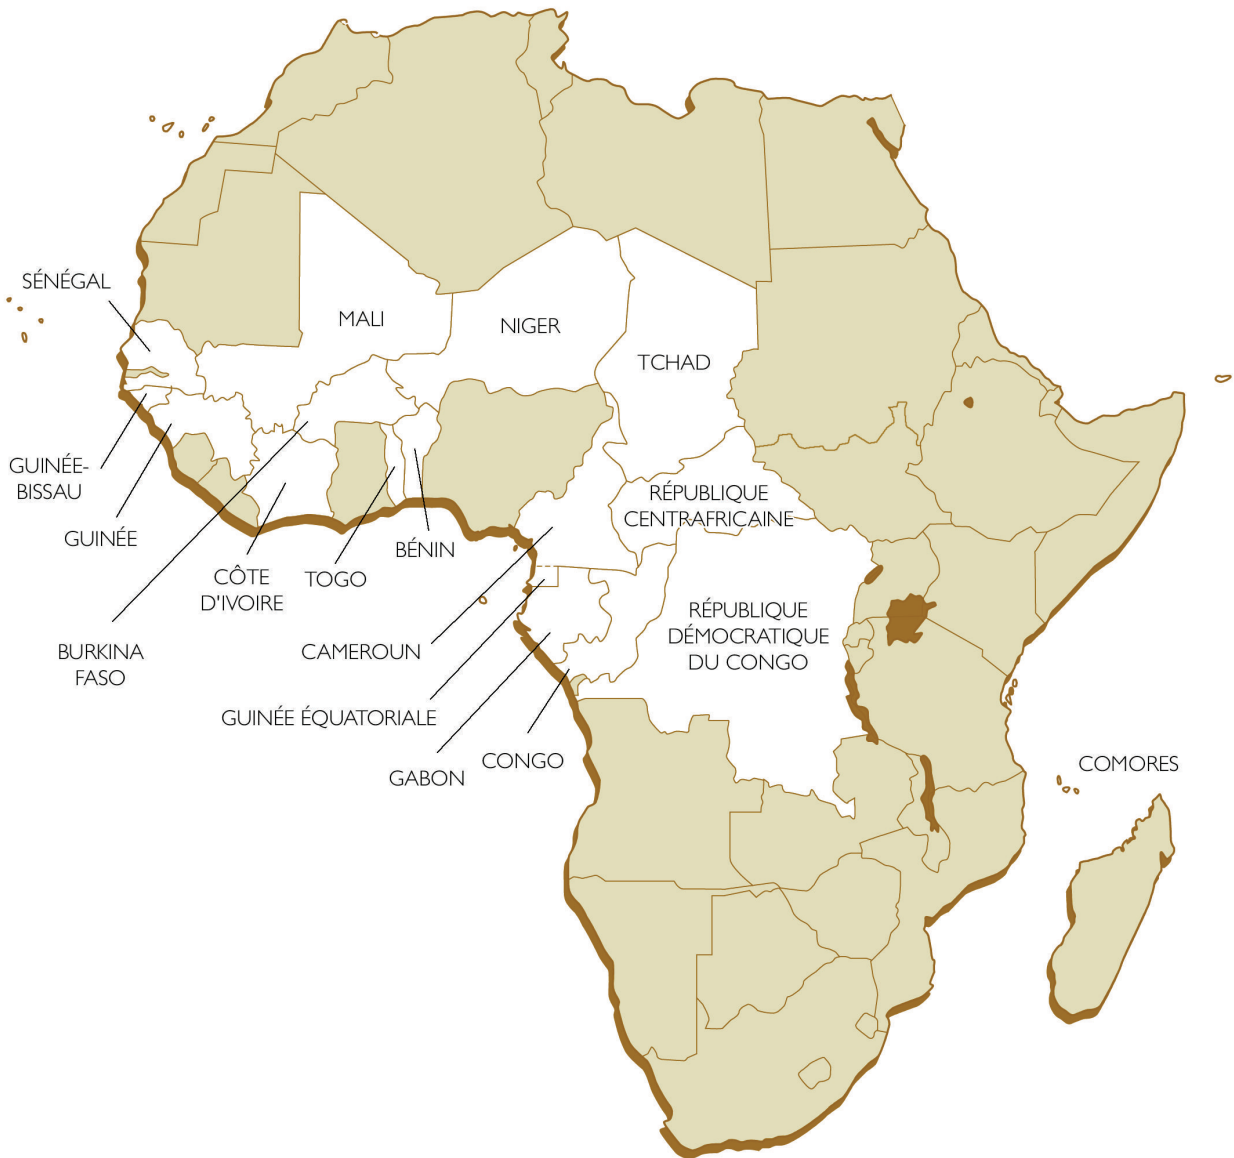 SÉNÉGAL
MALI
NIGER
TCHAD
GUINÉE-
BISSAU
GUINÉE
CÔTE
D'IVOIRE
TOGO
BÉNIN
RÉPUBLIQUE
CENTRAFRICAINE
BURKINA
FASO
CAMEROUN
RÉPUBLIQUE
DÉMOCRATIQUE
DU CONGO
GUINÉE ÉQUATORIALE
GABON
CONGO
COMORES